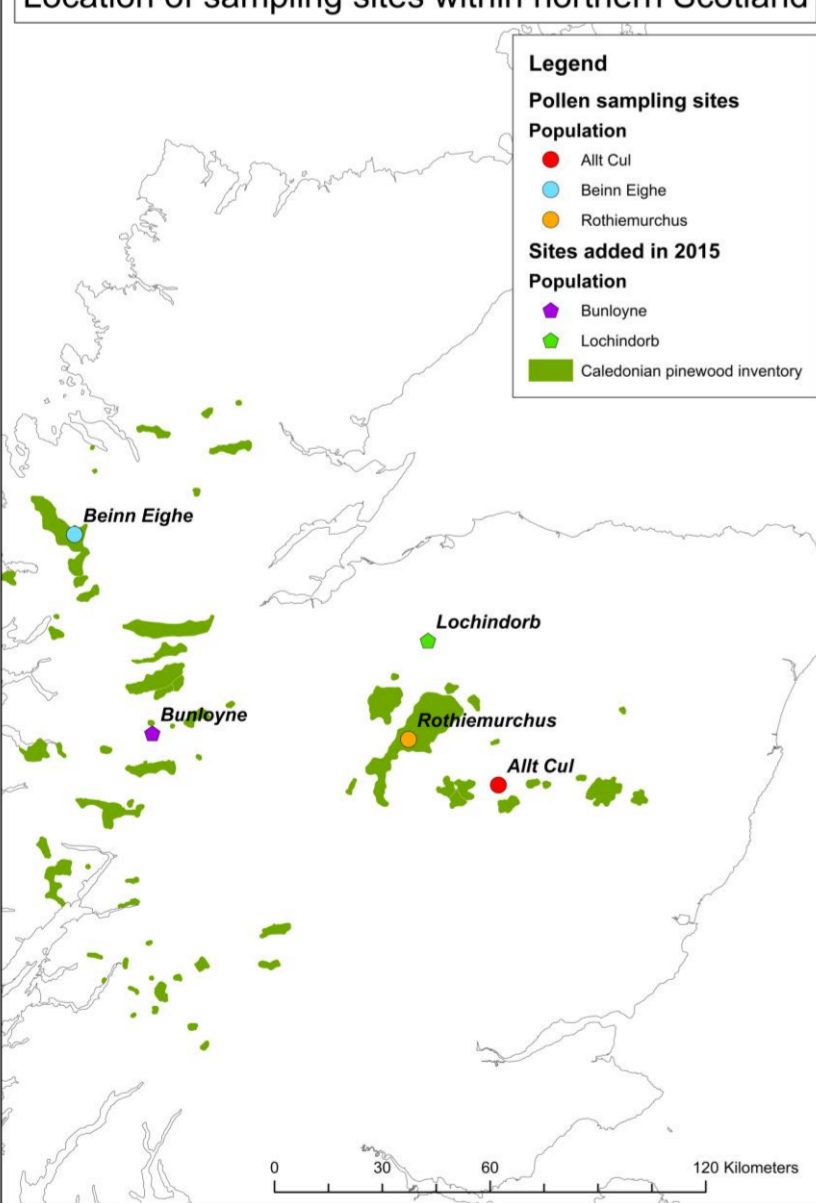 Location of sampling sites within northern Scotland
Legend
Pollen sampling sites
Population
Allt Cul
Beinn Eighe
Rothiemurchus
Sites added in 2015
Population
Bunloyne
Lochindorb
Caledonian pinewood inventory
Beinn Eighe
Lochindorb
Bunloyne
Rothiemurchus
Allt Cul
0 30 60 120 Kilometers